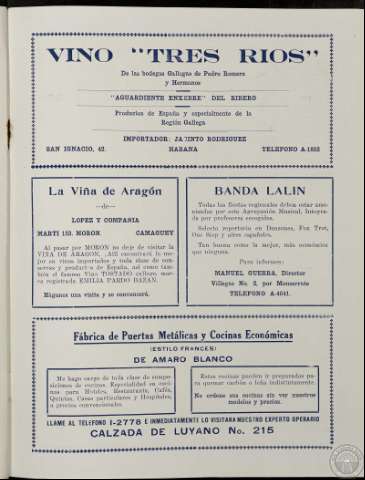 VINO "TRES RIOS"
De las bodegas Gallegas de Pedro Romero
y Hermanos
"AGUARDIENTE ENXEBRE" DEL RIBERO
Productos de España y especialmente de la
Región Gallega
IMPORTADOR: JACINTO RODRIGUEZ
SAN IGNACIO, 42. HABANA TELEFONO A-1802
La Viña de Aragón
—de—
LOPEZ Y COMPAÑIA
MARTI 153. MORON CAMAGUEY
Al pasar por MORON no deje de visitar la
VIÑA DE ARAGON, ASI encontrará lo me-
jor en vinos importados y toda clase de con-
servas y productos de España, así como tam-
bién el famoso Vino TOSTADO cultivo marca registrada EMILIA PARDO BAZAN.
Háganos una visita y se convencerá.
BANDA LALIN
Todas las fiestas regionales deben estar ame-
nizadas por esta Agrupación Musical, integra-
da por profesores escogidos.
Selecto repertorio en Danzones, Fox Trot,
One Step y aires españoles.
Tan buena como la mejor, más económica
que ninguna.
Para informes:
MANUEL GUERRA, Director
Villegas No. 3, por Monserrate
TELEFONO A-4041.
Fábrica de Puertas Metálicas y Cocinas Económicas
(ESTILO FRANCES)
DE AMARO BLANCO
Me hago cargo de toda clase de compo-
siciones de cocinas. Especialidad en coci-
nas para Hoteles, Restaurants, Cafés,
Quintas, Casas particulares y Hospitales,
a precios convencionales.
Estas cocinas pueden ir preparadas pa-
ra quemar carbón o leña indistintamente.
No ordene sus cocinas sin ver nuestros
modelos y precios.
LLAME AL TELEFONO I-2778 E INMEDIATAMENTE LO VISITARA NUESTRO EXPERTO OPERARIO
CALZADA DE LUYANO No. 215